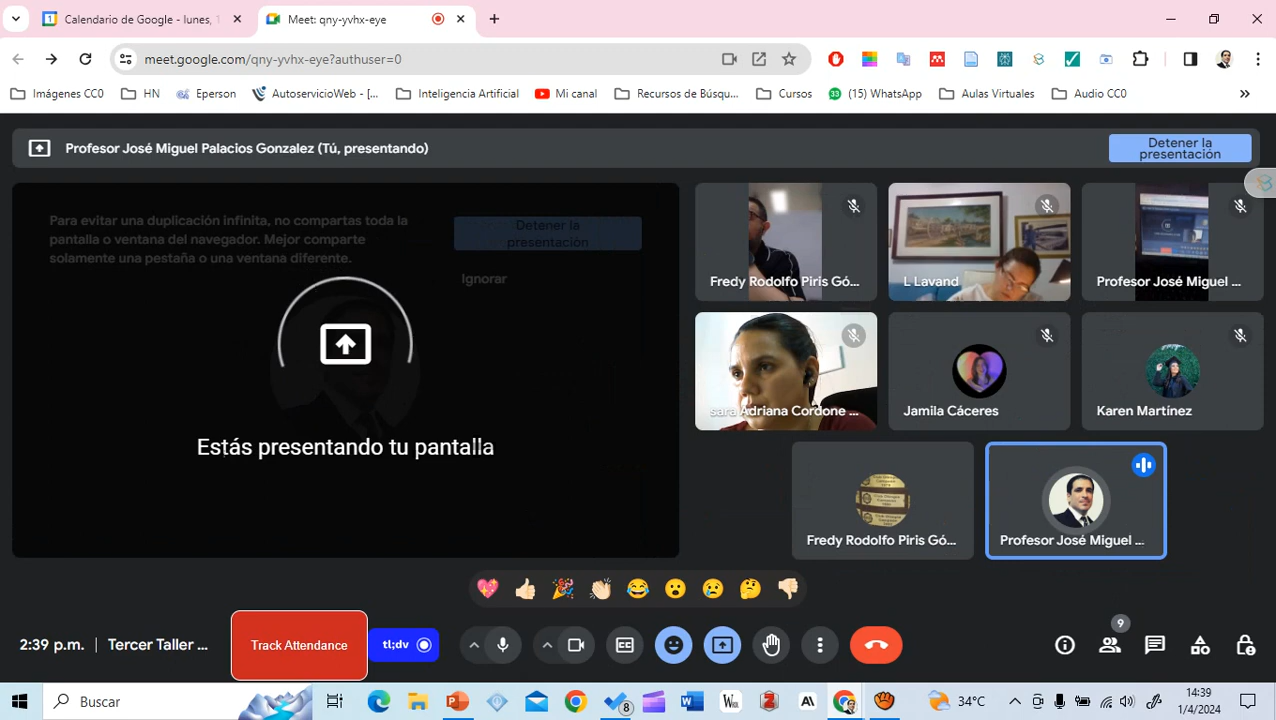 Calendario de Google - lunes, 1
Meet: qny-yvhx-eye
meet.google.com/qny-yvhx-eye?authuser=0
Imágenes CC0
HN
Eperson
AutoservicioWeb - [...
Inteligencia Artificial
Mi canal
Recursos de Búsqu...
Cursos
(15) WhatsApp
Aulas Virtuales
Audio CC0
Profesor José Miguel Palacios Gonzalez (Tú, presentando)
Detener la
presentación
Para evitar una duplicación infinita, no compartas toda la
pantalla o ventana del navegador. Mejor comparte
solamente una pestaña o una ventana diferente.
Detener la
presentación
Ignorar
Estás presentando tu pantalla
Fredy Rodolfo Piris Gó...
L Lavand
Profesor José Miguel ...
sara Adriana Cordone ...
Jamila Cáceres
Karen Martínez
Fredy Rodolfo Piris Gó...
Profesor José Miguel ...
2:39 p.m.
Tercer Taller ...
Track Attendance
tl;dv
9
Buscar
8
34°C
14:39
1/4/2024